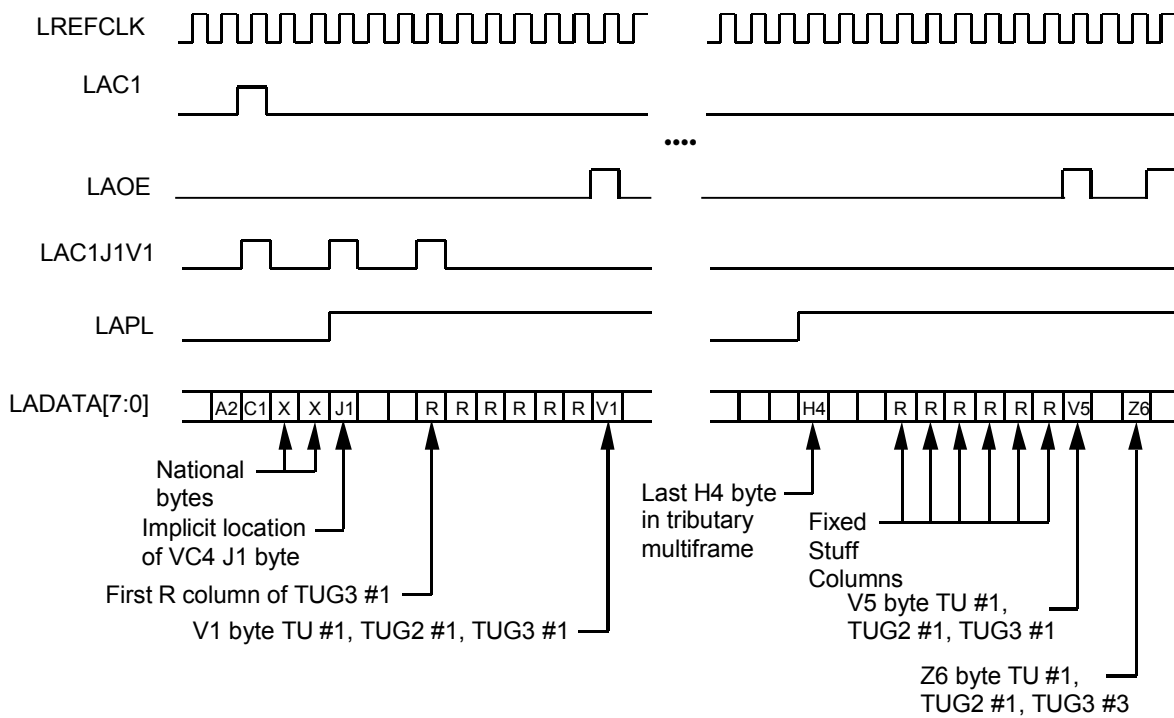 LREFCLK
LAC1
....
LAOE
LAC1J1V1
LAPL
LADATA[7:0]
A2 C1 X X J1 R R R R R R V1
H4 R R R R R R V5 Z6
National
bytes
Implicit location
of VC4 J1 byte
First R column of TUG3 #1
V1 byte TU #1, TUG2 #1, TUG3 #1
Last H4 byte
in tributary
multiframe
Fixed
Stuff
Columns
V5 byte TU #1,
TUG2 #1, TUG3 #1
Z6 byte TU #1,
TUG2 #1, TUG3 #3